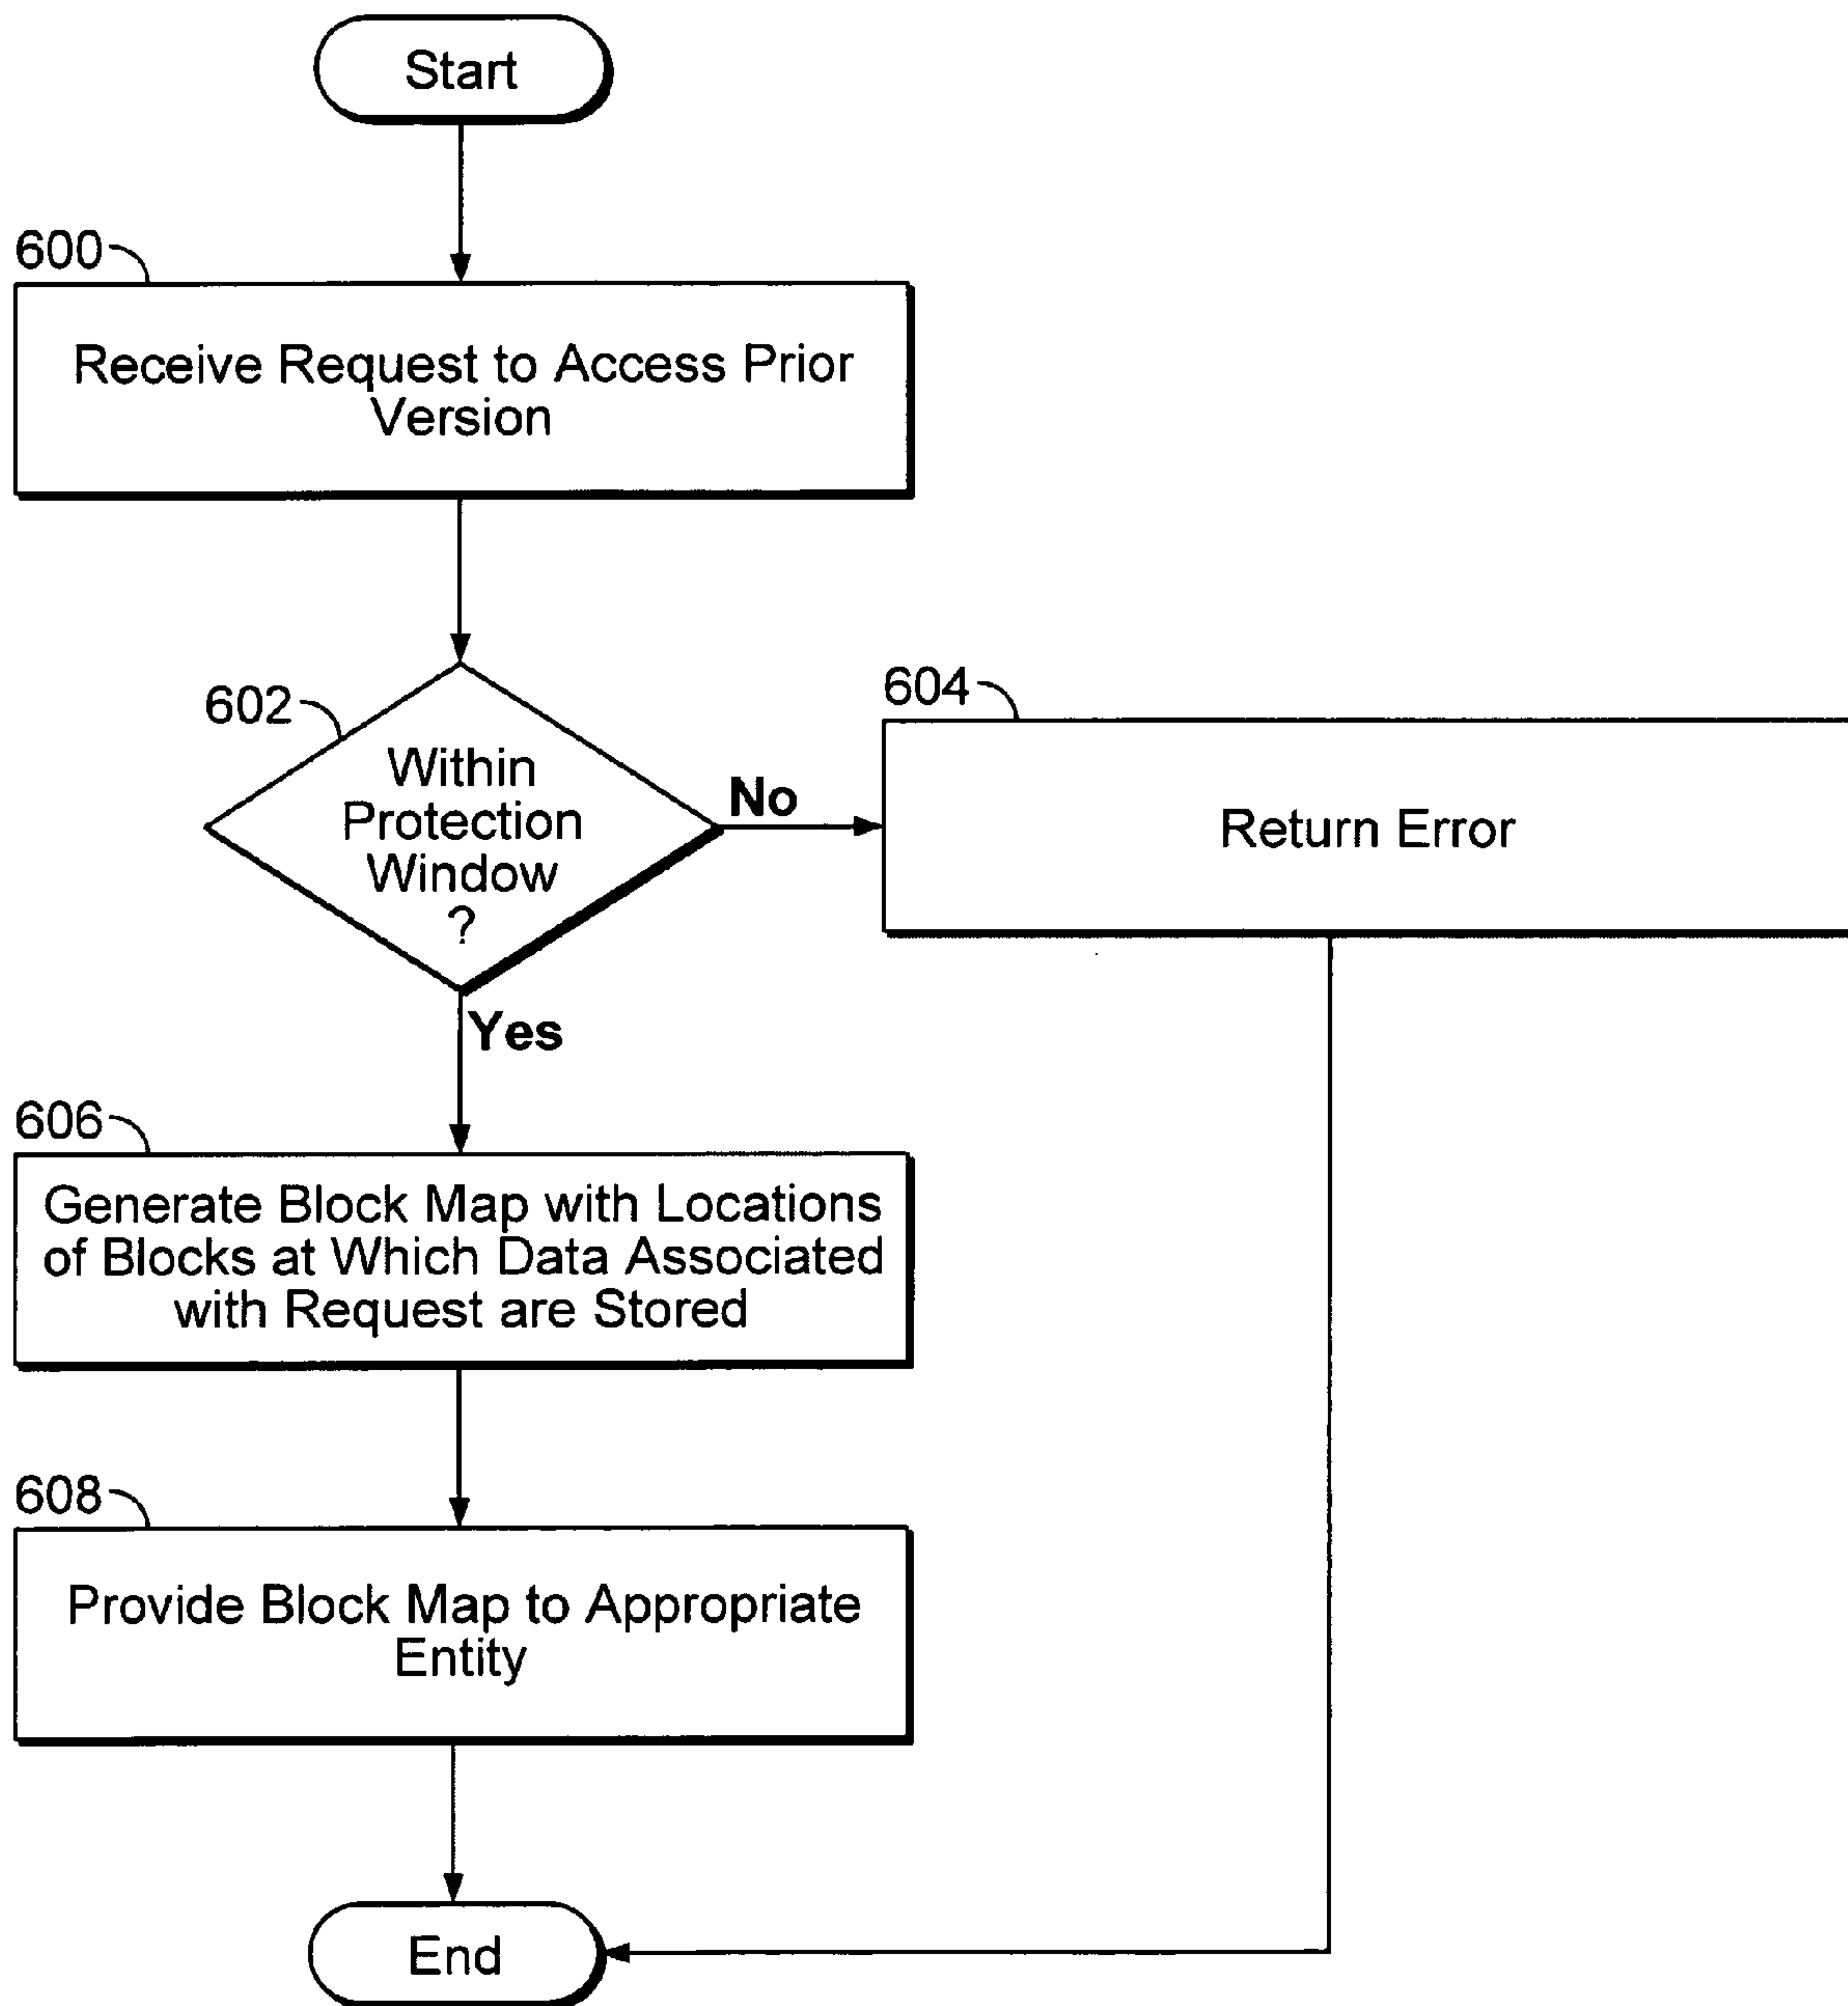 Start
600
Receive Request to Access Prior
Version
602
Within
Protection
Window
?
No
604
Return Error
Yes
606
Generate Block Map with Locations
of Blocks at Which Data Associated
with Request are Stored
608
Provide Block Map to Appropriate
Entity
End